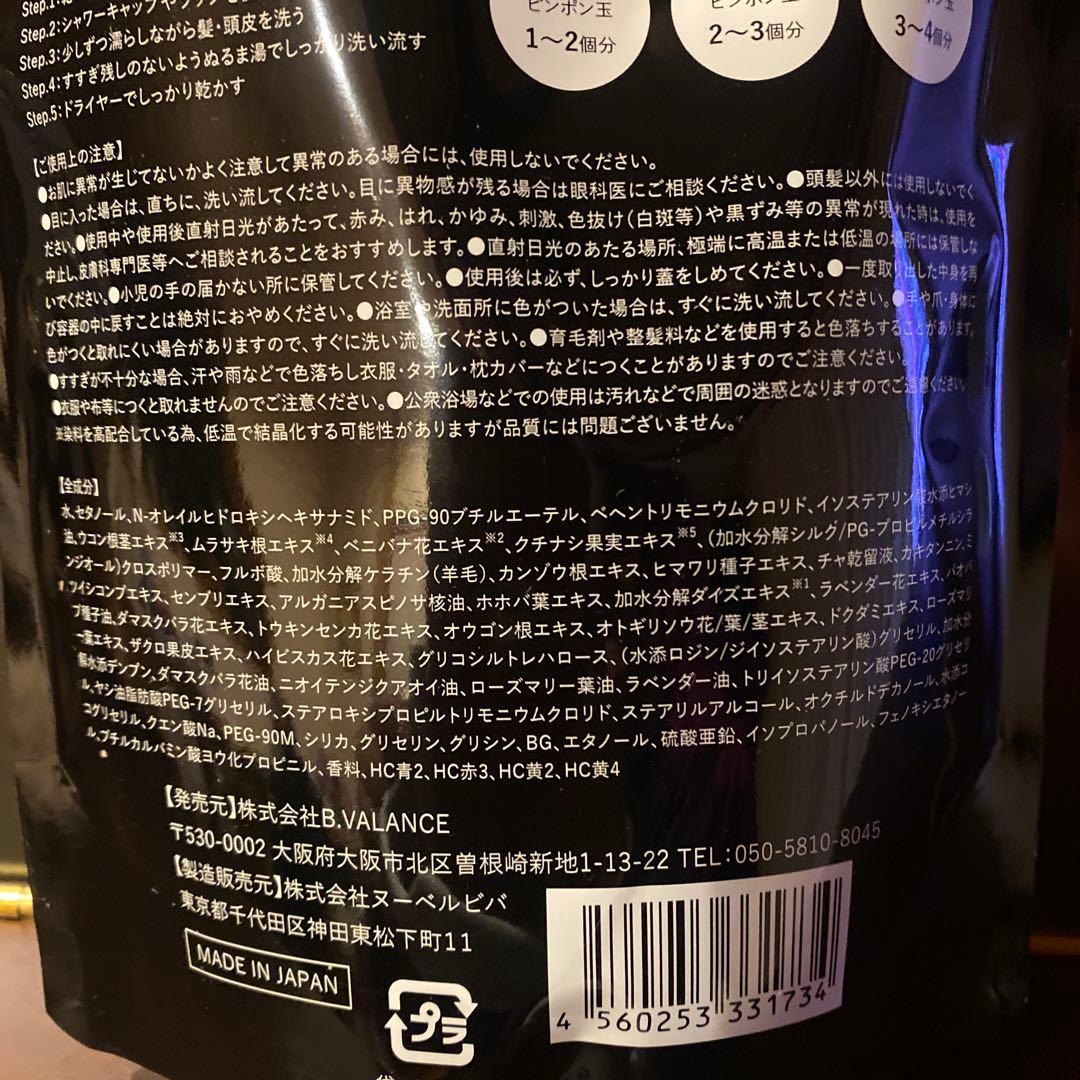 Step.2：シャワーキャップ
Step.3：少しずつ濡らしながら髪・頭皮を洗う
Step.4：すすぎ残しのないようぬるま湯でしっかり洗い流す
Step.5：ドライヤーでしっかり乾かす
ピンポン玉
1〜2個分
ピンポン玉
2〜3個分
3〜4個分
【ご使用上の注意】
●お肌に異常が生じてないかよく注意して異常のある場合には、使用しないでください。
●目に入った場合は、直ちに、洗い流してください。目に異物感が残る場合は眼科医にご相談ください。●頭髪以外には使用しないでく
ださい。●使用中や使用後直射日光があたって、赤み、はれ、かゆみ、刺激、色抜け（白斑等）や黒ずみ等の異常が現れた時は、使用を
中止し、皮膚科専門医等へご相談されることをおすすめします。●直射日光のあたる場所、極端に高温または低温の場所には保管しな
いでください。●小児の手の届かない所に保管してください。●使用後は必ず、しっかり蓋をしめてください。●一度取り出した中身を再
び容器の中に戻すことは絶対におやめください。●浴室や洗面所に色がついた場合は、すぐに洗い流してください。●手や爪・身体に
色がつくと取れにくい場合がありますので、すぐに洗い流してください。●育毛剤や整髪料などを使用すると色落ちすることがあります。
●すすぎが不十分な場合、汗や雨などで色落ちし衣服・タオル・枕カバーなどにつくことがありますのでご注意ください。
●衣服や布等につくと取れませんのでご注意ください。●公衆浴場などでの使用は汚れなどで周囲の迷惑となりますのでご遠慮ください。
※染料を高配合している為、低温で結晶化する可能性がありますが品質には問題ございません。
【全成分】
水、セタノール、N-オレイルヒドロキシヘキサナミド、PPG-90ブチルエーテル、ベヘントリモニウムクロリド、イソステアリン酸水添ヒマシ
油、ウコン根茎エキス※3、ムラサキ根エキス※4、ベニバナ花エキス※2、クチナシ果実エキス※5、（加水分解シルク/PG-プロピルメチルシラ
ンジオール）クロスポリマー、フルボ酸、加水分解ケラチン（羊毛）、カンゾウ根エキス、ヒマワリ種子エキス、チャ乾留液、カキタンニン、ミ
ツイシコンブエキス、センブリエキス、アルガニアスピノサ核油、ホホバ葉エキス、加水分解ダイズエキス※1、ラベンダー花エキス、バオバ
ブ種子油、ダマスクバラ花エキス、トウキンセンカ花エキス、オウゴン根エキス、オトギリソウ花/葉/茎エキス、ドクダミエキス、ローズマリ
ー葉エキス、ザクロ果皮エキス、ハイビスカス花エキス、グリコシルトレハロース、（水添ロジン/ジイソステアリン酸）グリセリル、加水分
解水添デンプン、ダマスクバラ花油、ニオイテンジクアオイ油、ローズマリー葉油、ラベンダー油、トリイソステアリン酸PEG-20グリセリ
ル、ヤシ油脂肪酸PEG-7グリセリル、ステアロキシプロピルトリモニウムクロリド、ステアリルアルコール、オクチルドデカノール、水添コ
コグリセリル、クエン酸Na、PEG-90M、シリカ、グリセリン、グリシン、BG、エタノール、硫酸亜鉛、イソプロパノール、フェノキシエタノー
ル、ブチルカルバミン酸ヨウ化プロピニル、香料、HC青2、HC赤3、HC黄2、HC黄4
【発売元】株式会社B.VALANCE
〒530-0002 大阪府大阪市北区曽根崎新地1-13-22 TEL：050-5810-8045
【製造販売元】株式会社ヌーベルビバ
東京都千代田区神田東松下町11
MADE IN JAPAN
プラ
4 560253 331734